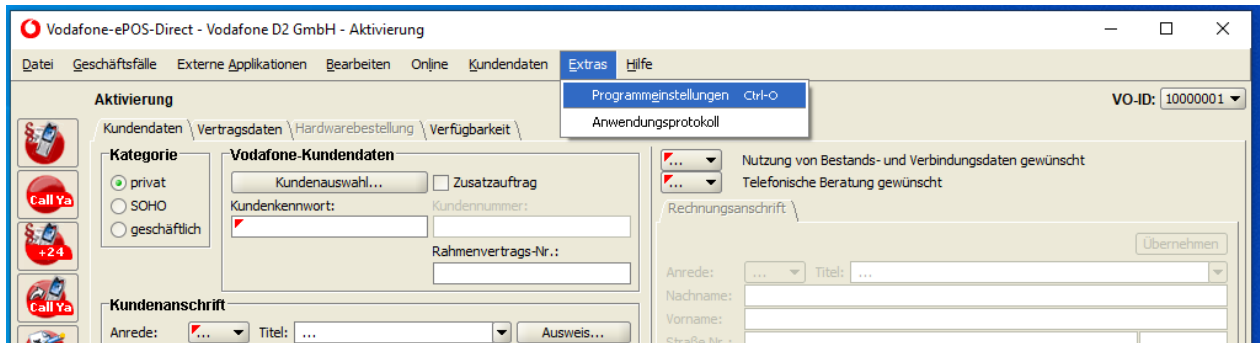 Vodafone-ePOS-Direct - Vodafone D2 GmbH - Aktivierung
Datei Geschäftsfälle Externe Applikationen Bearbeiten Online Kundendaten Extras Hilfe
Programmeinstellungen Ctrl-O
Anwendungsprotokoll
Aktivierung
VO-ID: 10000001
Kundendaten Vertragsdaten Hardwarebestellung Verfügbarkeit
Kategorie
privat
SOHO
geschäftlich
Vodafone-Kundendaten
Kundenauswahl... Zusatzauftrag
Kundenkennwort: Kundennummer:
Rahmenvertrags-Nr.:
... Nutzung von Bestands- und Verbindungsdaten gewünscht
... Telefonische Beratung gewünscht
Rechnungsanschrift
Übernehmen
Anrede: ... Titel: ...
Nachname:
Vorname:
Straße Nr.:
Kundenanschrift
Anrede: ... Titel: ... Ausweis...
Call Ya
+24
Call Ya